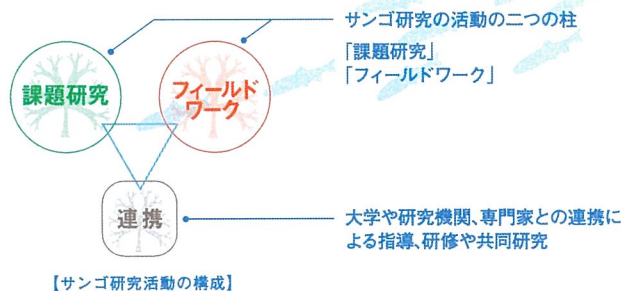 サンゴ研究の活動の二つの柱
「課題研究」
「フィールドワーク」
課題研究
フィールド
ワーク
連携
大学や研究機関、専門家との連携に
よる指導、研修や共同研究
【サンゴ研究活動の構成】